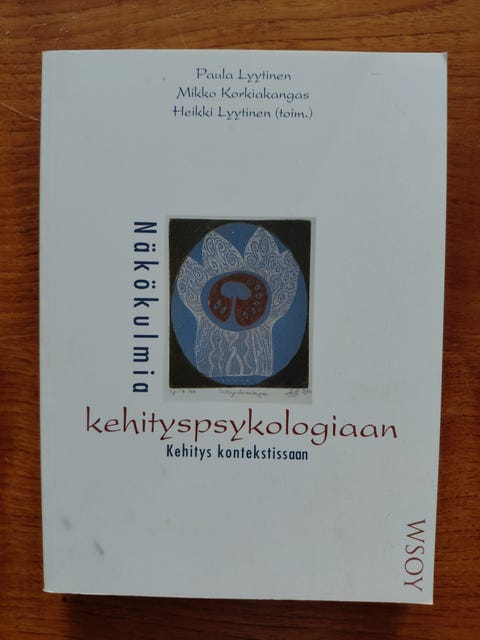 Paula Lyytinen
Mikko Korkiakangas
Heikki Lyytinen (toim.)
Näkökulmia
kehityspsykologiaan
Kehitys kontekstissaan
WSOY